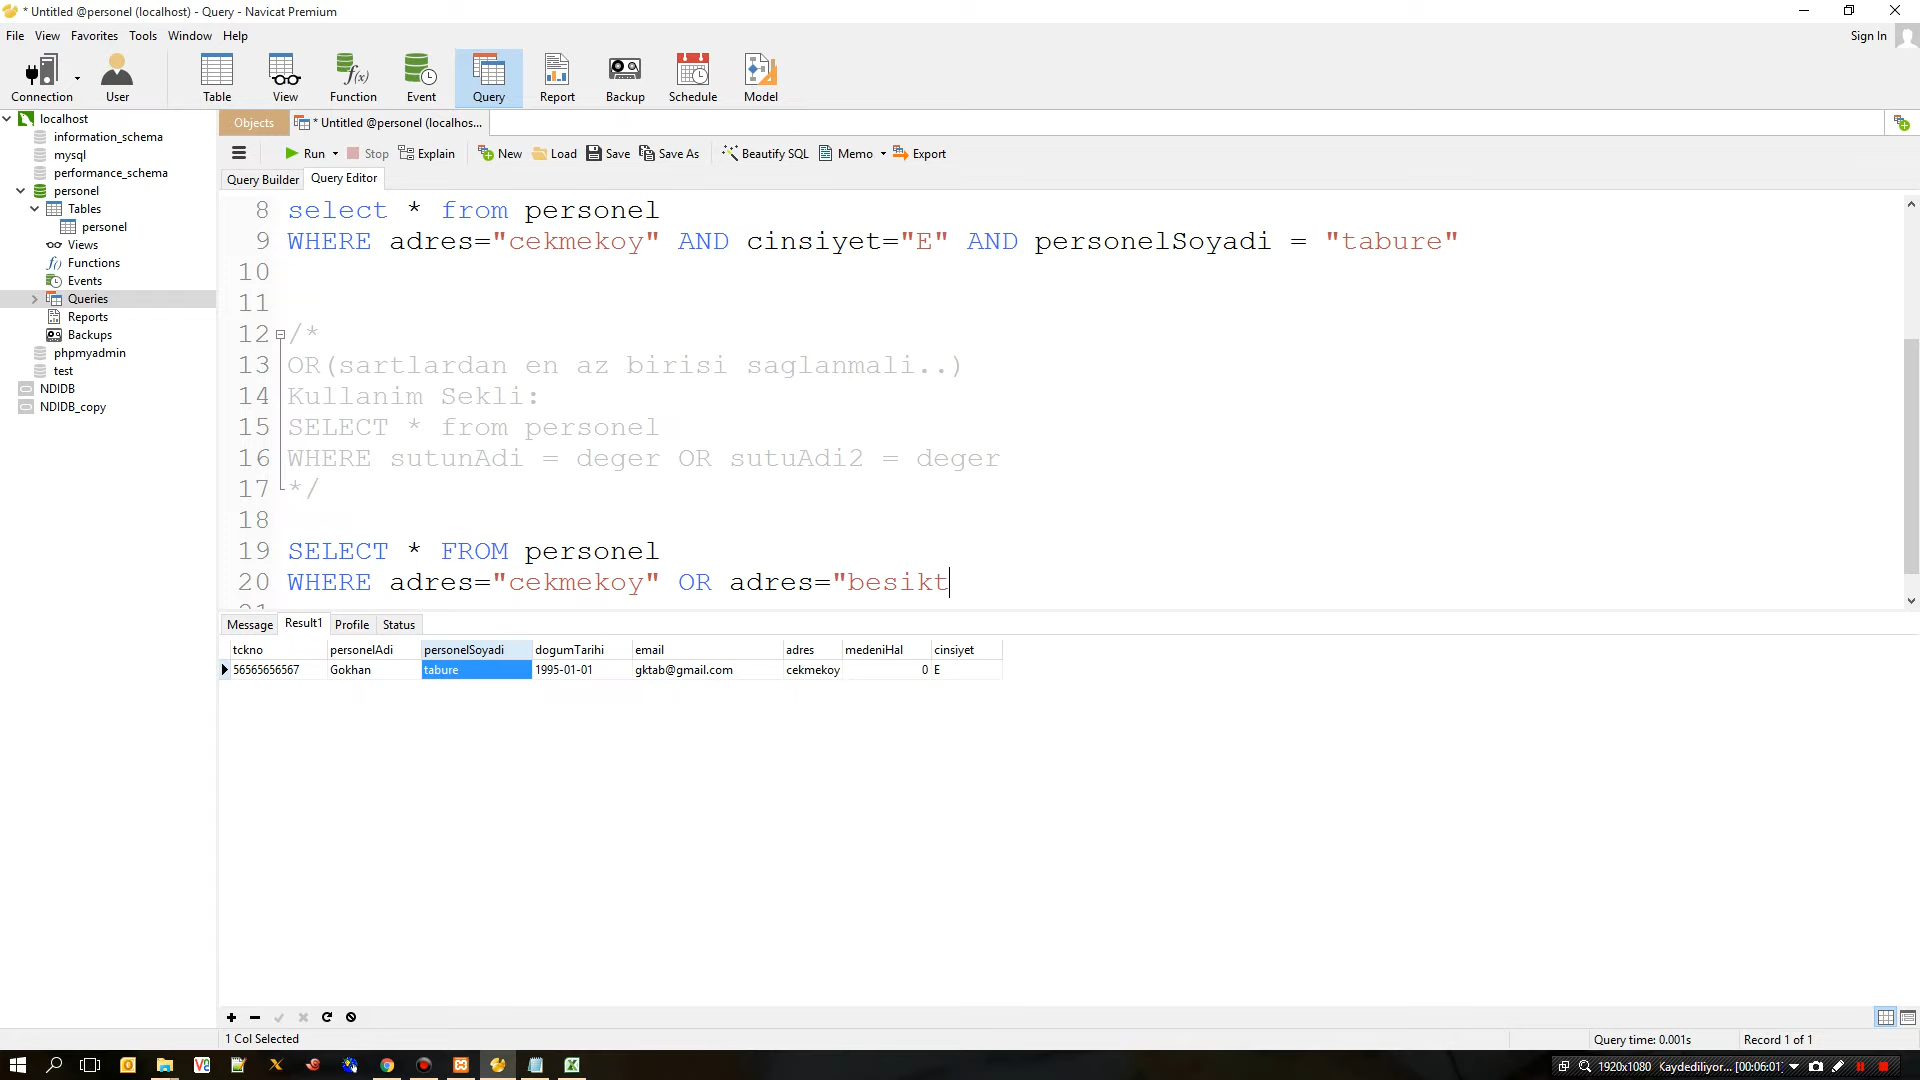 * Untitled @personel (localhost) - Query - Navicat Premium
File View Favorites Tools Window Help
Sign In
Connection User Table View Function Event Query Report Backup Schedule Model
localhost
information_schema
mysql
performance_schema
personel
Tables
personel
Views
Functions
Events
Queries
Reports
Backups
phpmyadmin
test
NDIDB
NDIDB_copy
Objects * Untitled @personel (localhos...
Run Stop Explain New Load Save Save As Beautify SQL Memo Export
Query Builder Query Editor
8 select * from personel
9 WHERE adres="cekmekoy" AND cinsiyet="E" AND personelSoyadi = "tabure"
10
11
12 /*
13 OR(sartlardan en az birisi saglanmali..)
14 Kullanim Sekli:
15 SELECT * from personel
16 WHERE sutunAdi = deger OR sutuAdi2 = deger
17 */
18
19 SELECT * FROM personel
20 WHERE adres="cekmekoy" OR adres="besikt
21
Message Result1 Profile Status
tckno personelAdi personelSoyadi dogumTarihi email adres medeniHal cinsiyet
56565656567 Gokhan tabure 1995-01-01 gktab@gmail.com cekmekoy 0 E
1 Col Selected
Query time: 0.001s Record 1 of 1
1920x1080 Kaydediliyor... [00:06:01]